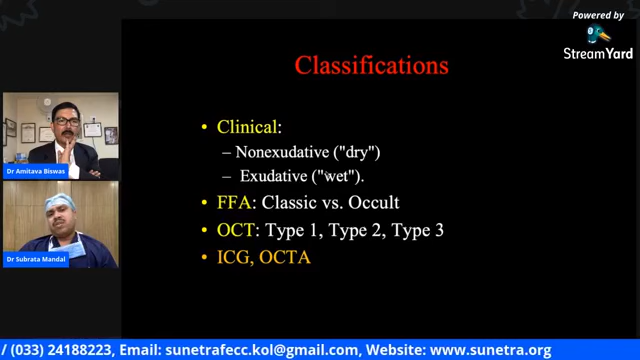 Powered by
StreamYard
Classifications
• Clinical:
– Nonexudative ("dry")
– Exudative ("wet").
• FFA: Classic vs. Occult
• OCT: Type 1, Type 2, Type 3
• ICG, OCTA
Dr Amitava Biswas
Dr Subrata Mandal
/ (033) 24188223, Email: sunetrafecc.kol@gmail.com, Website: www.sunetra.org